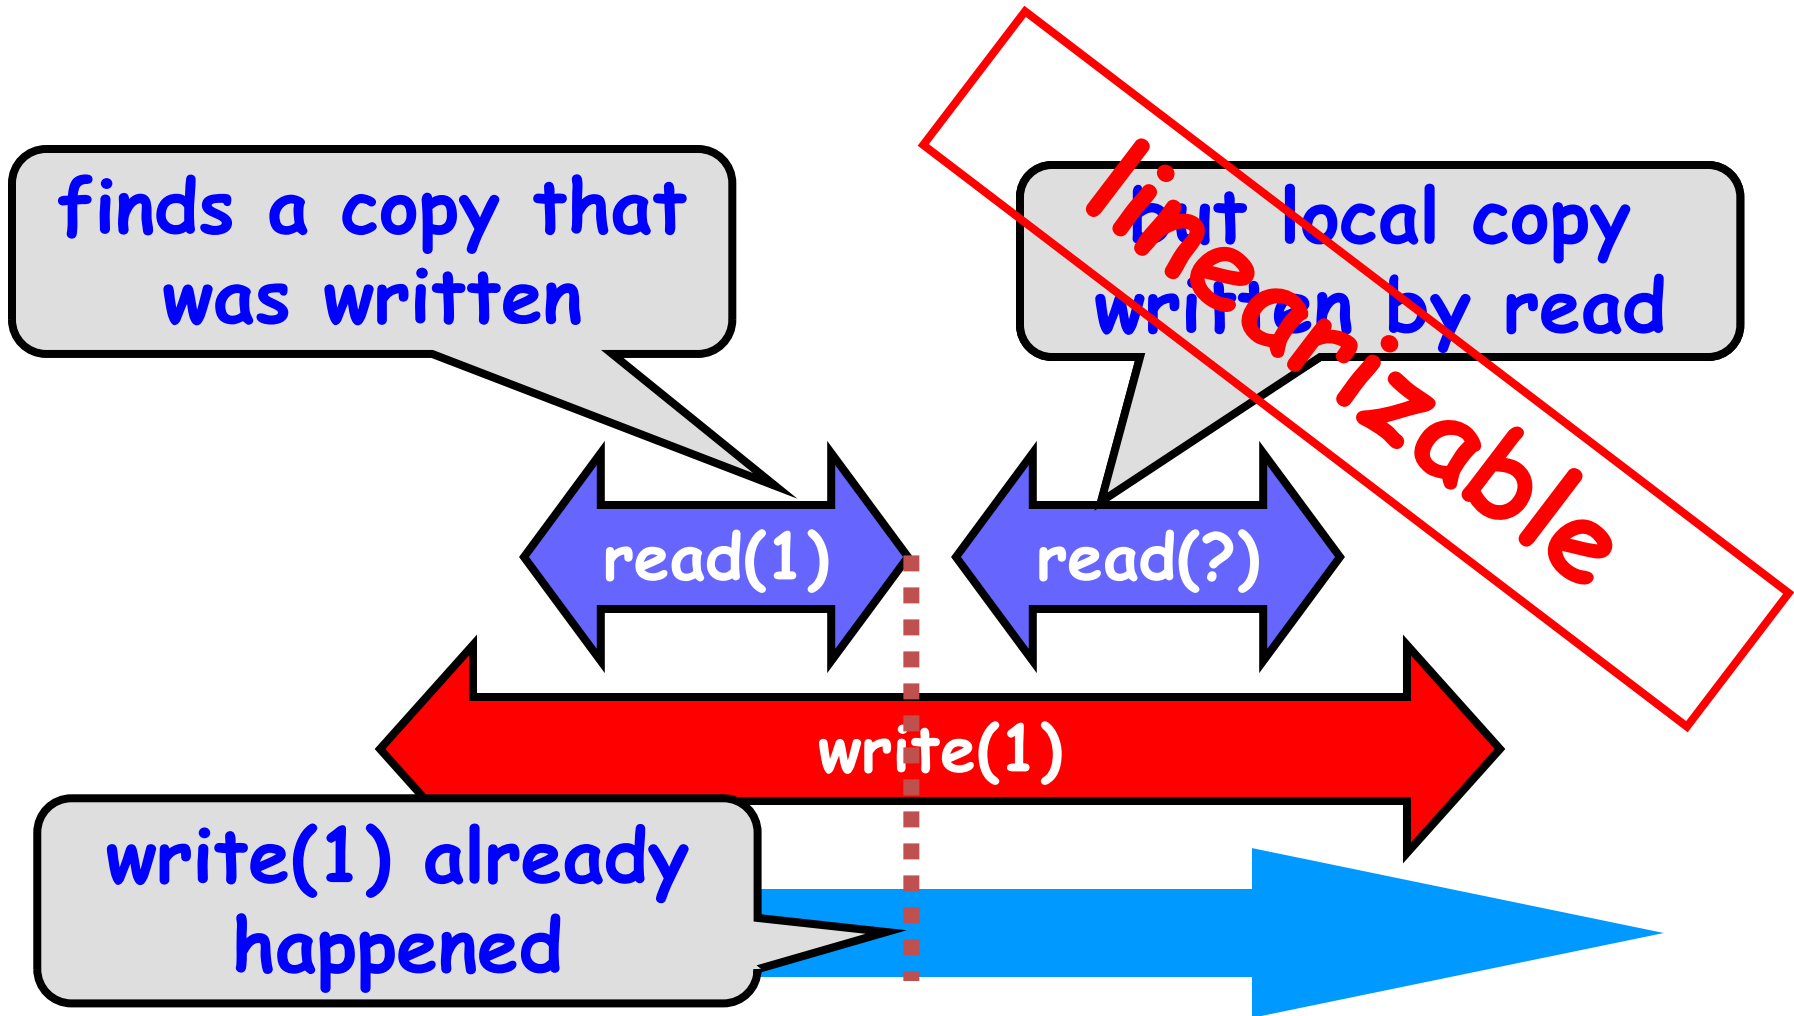 finds a copy that
was written
but local copy
written by read
linearizable
read(1)
read(?)
write(1)
write(1) already
happened